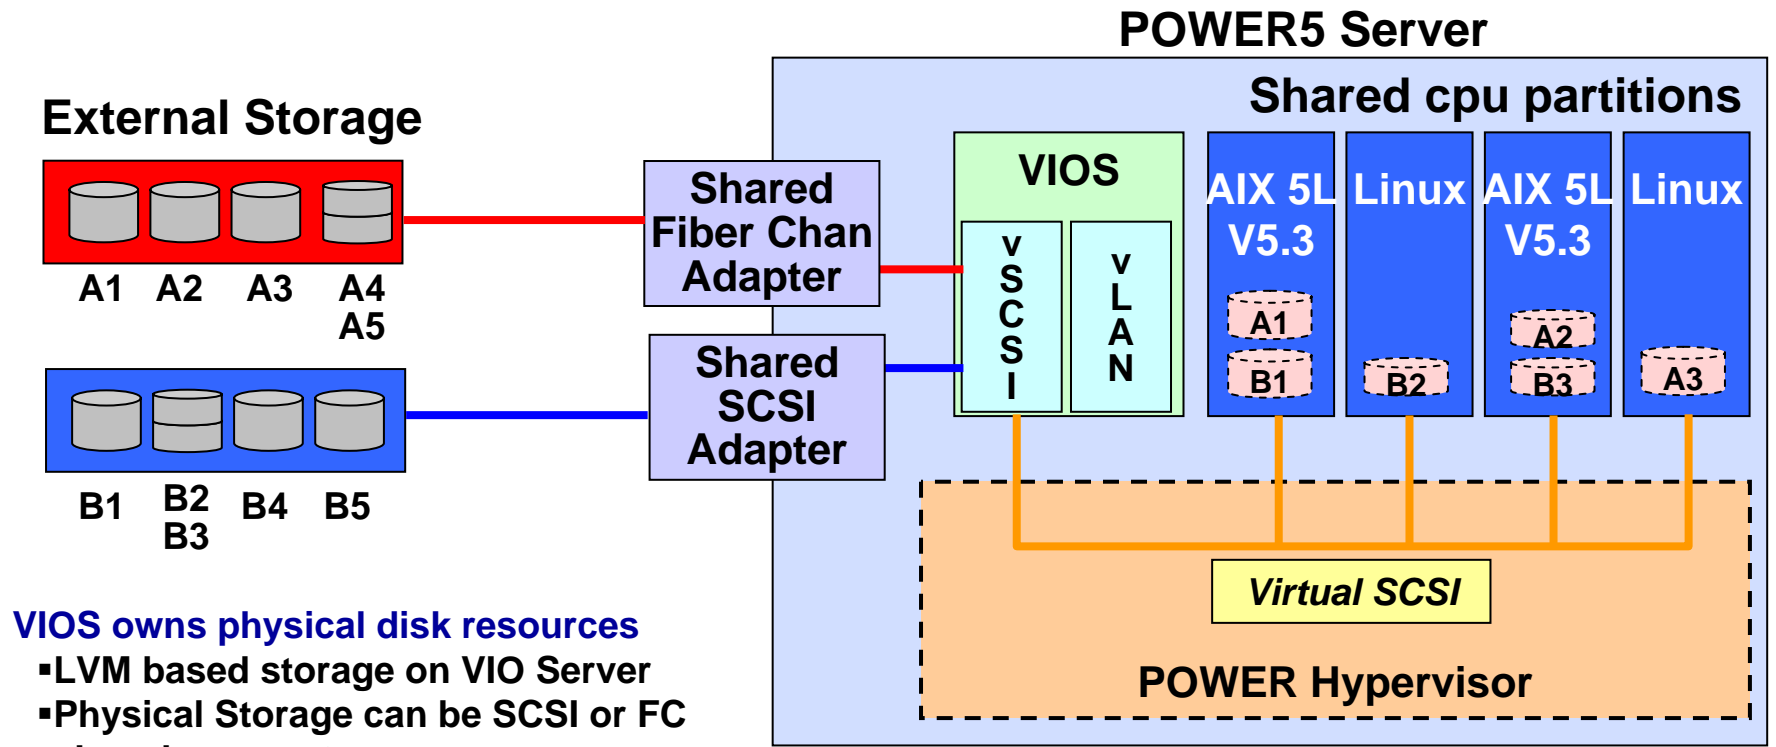 POWER5 Server
External Storage
Shared cpu partitions
A1 A2 A3 A4
A5
B1 B2 B4 B5
B3
Shared
Fiber Chan
Adapter
Shared
SCSI
Adapter
VIOS
vSCSI
vLAN
AIX 5L
V5.3
A1
B1
Linux
B2
AIX 5L
V5.3
A2
B3
Linux
A3
Virtual SCSI
POWER Hypervisor
VIOS owns physical disk resources
▪LVM based storage on VIO Server
▪Physical Storage can be SCSI or FC